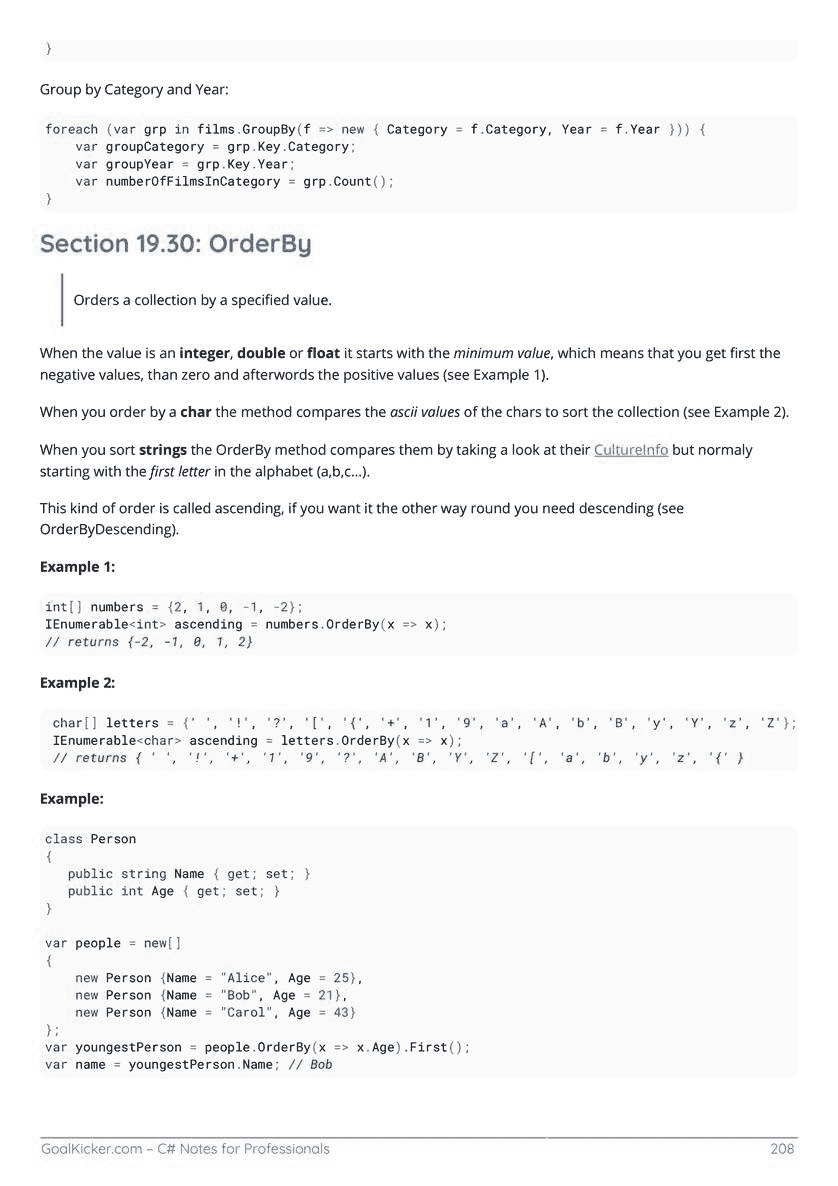 }
Group by Category and Year:
foreach (var grp in films.GroupBy(f => new { Category = f.Category, Year = f.Year })) {
    var groupCategory = grp.Key.Category;
    var groupYear = grp.Key.Year;
    var numberOfFilmsInCategory = grp.Count();
}
Section 19.30: OrderBy
Orders a collection by a specified value.
When the value is an integer, double or float it starts with the minimum value, which means that you get first the
negative values, than zero and afterwords the positive values (see Example 1).
When you order by a char the method compares the ascii values of the chars to sort the collection (see Example 2).
When you sort strings the OrderBy method compares them by taking a look at their CultureInfo but normaly
starting with the first letter in the alphabet (a,b,c...).
This kind of order is called ascending, if you want it the other way round you need descending (see
OrderByDescending).
Example 1:
int[] numbers = {2, 1, 0, -1, -2};
IEnumerable<int> ascending = numbers.OrderBy(x => x);
// returns {-2, -1, 0, 1, 2}
Example 2:
char[] letters = {' ', '!', '?', '[', '{', '+', '1', '9', 'a', 'A', 'b', 'B', 'y', 'Y', 'z', 'Z'};
IEnumerable<char> ascending = letters.OrderBy(x => x);
// returns { ' ', '!', '+', '1', '9', '?', 'A', 'B', 'Y', 'Z', '[', 'a', 'b', 'y', 'z', '{' }
Example:
class Person
{
   public string Name { get; set; }
   public int Age { get; set; }
}
var people = new[]
{
    new Person {Name = "Alice", Age = 25},
    new Person {Name = "Bob", Age = 21},
    new Person {Name = "Carol", Age = 43}
};
var youngestPerson = people.OrderBy(x => x.Age).First();
var name = youngestPerson.Name; // Bob
GoalKicker.com – C# Notes for Professionals 208